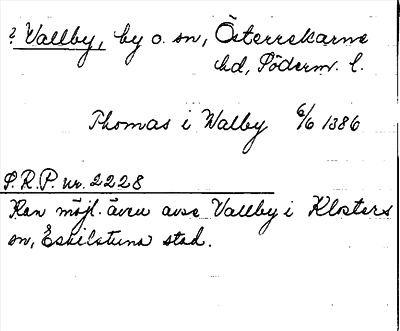 ? Vallby, by o. sn, Österrekarne
hd, Söderm. l.
Thomas i Walby 6/6 1386
S.R.P. nr. 2228
Kan möjl. även avse Vallby i Klosters
sn, Eskilstuna stad.